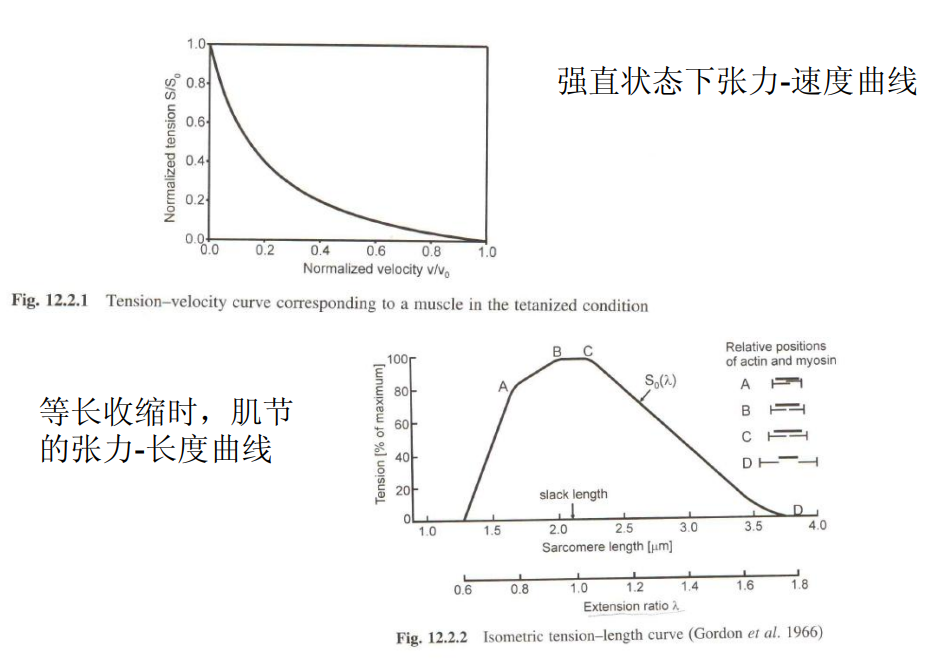 强直状态下张力-速度曲线
Normalized tension S/S₀
1.0
0.8
0.6
0.4
0.2
0.0
0.0 0.2 0.4 0.6 0.8 1.0
Normalized velocity v/v₀
Fig. 12.2.1 Tension–velocity curve corresponding to a muscle in the tetanized condition
等长收缩时，肌节
的张力-长度曲线
Tension [% of maximum]
100
80
60
40
20
0
A
B C
S₀(λ)
slack length
D
1.0 1.5 2.0 2.5 3.0 3.5 4.0
Sarcomere length [μm]
0.6 0.8 1.0 1.2 1.4 1.6 1.8
Extension ratio λ
Relative positions
of actin and myosin
A
B
C
D
Fig. 12.2.2 Isometric tension–length curve (Gordon et al. 1966)